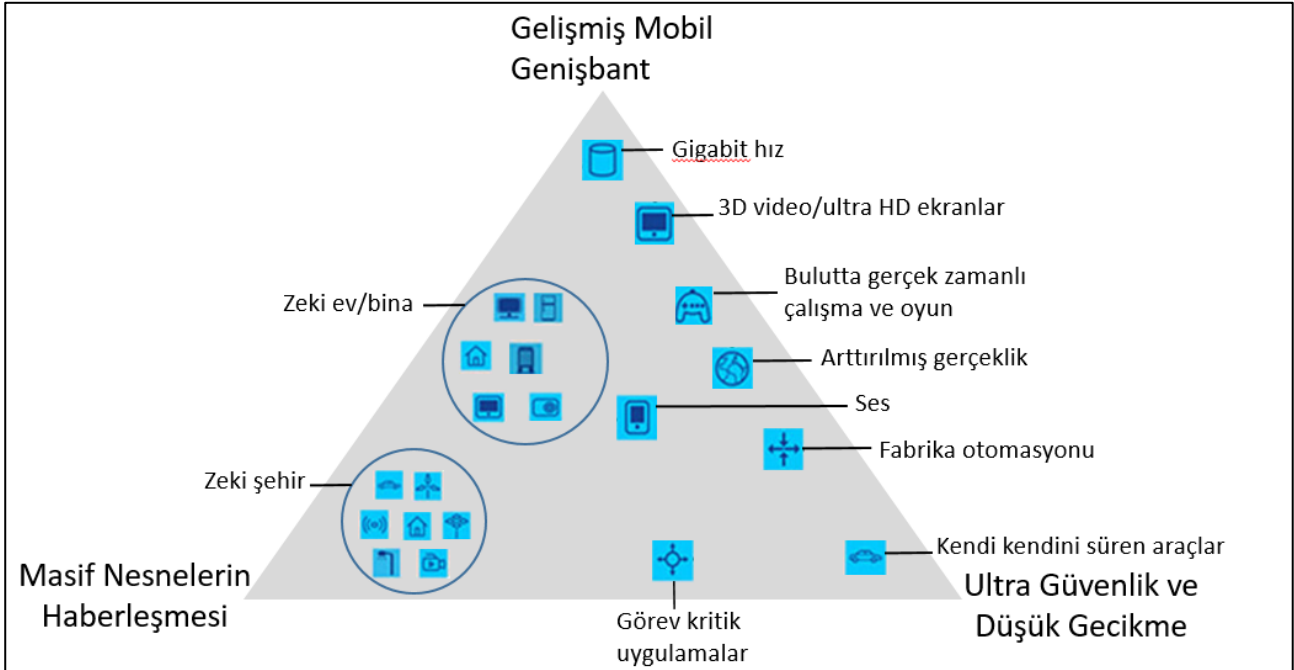 Gelişmiş Mobil
Genişbant
Gigabit hız
3D video/ultra HD ekranlar
Bulutta gerçek zamanlı
çalışma ve oyun
Zeki ev/bina
Arttırılmış gerçeklik
Ses
Fabrika otomasyonu
Zeki şehir
Kendi kendini süren araçlar
Masif Nesnelerin
Haberleşmesi
Ultra Güvenlik ve
Düşük Gecikme
Görev kritik
uygulamalar